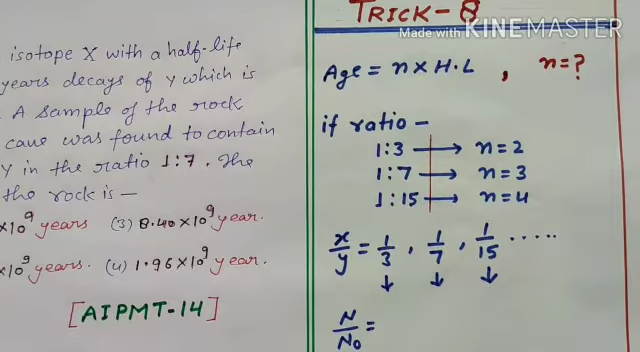 isotope X with a half-life
years decays of Y which is
. A sample of the rock
cave was found to contain
Y in the ratio 1:7. The
the rock is —
×10⁹ years (3) 8.40×10⁹ year.
×10⁹ years. (4) 1.96×10⁹ year.
[AIPMT-14]
TRICK-8
Made with KINEMASTER
Age = n × H.L , n=?
if ratio —
1:3 → n=2
1:7 → n=3
1:15 → n=4
x/y = 1/3 , 1/7 , 1/15 .....
↓ ↓ ↓
N/N₀ =